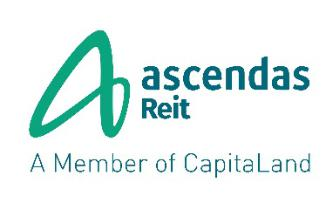 ascendas
Reit
A Member of CapitaLand